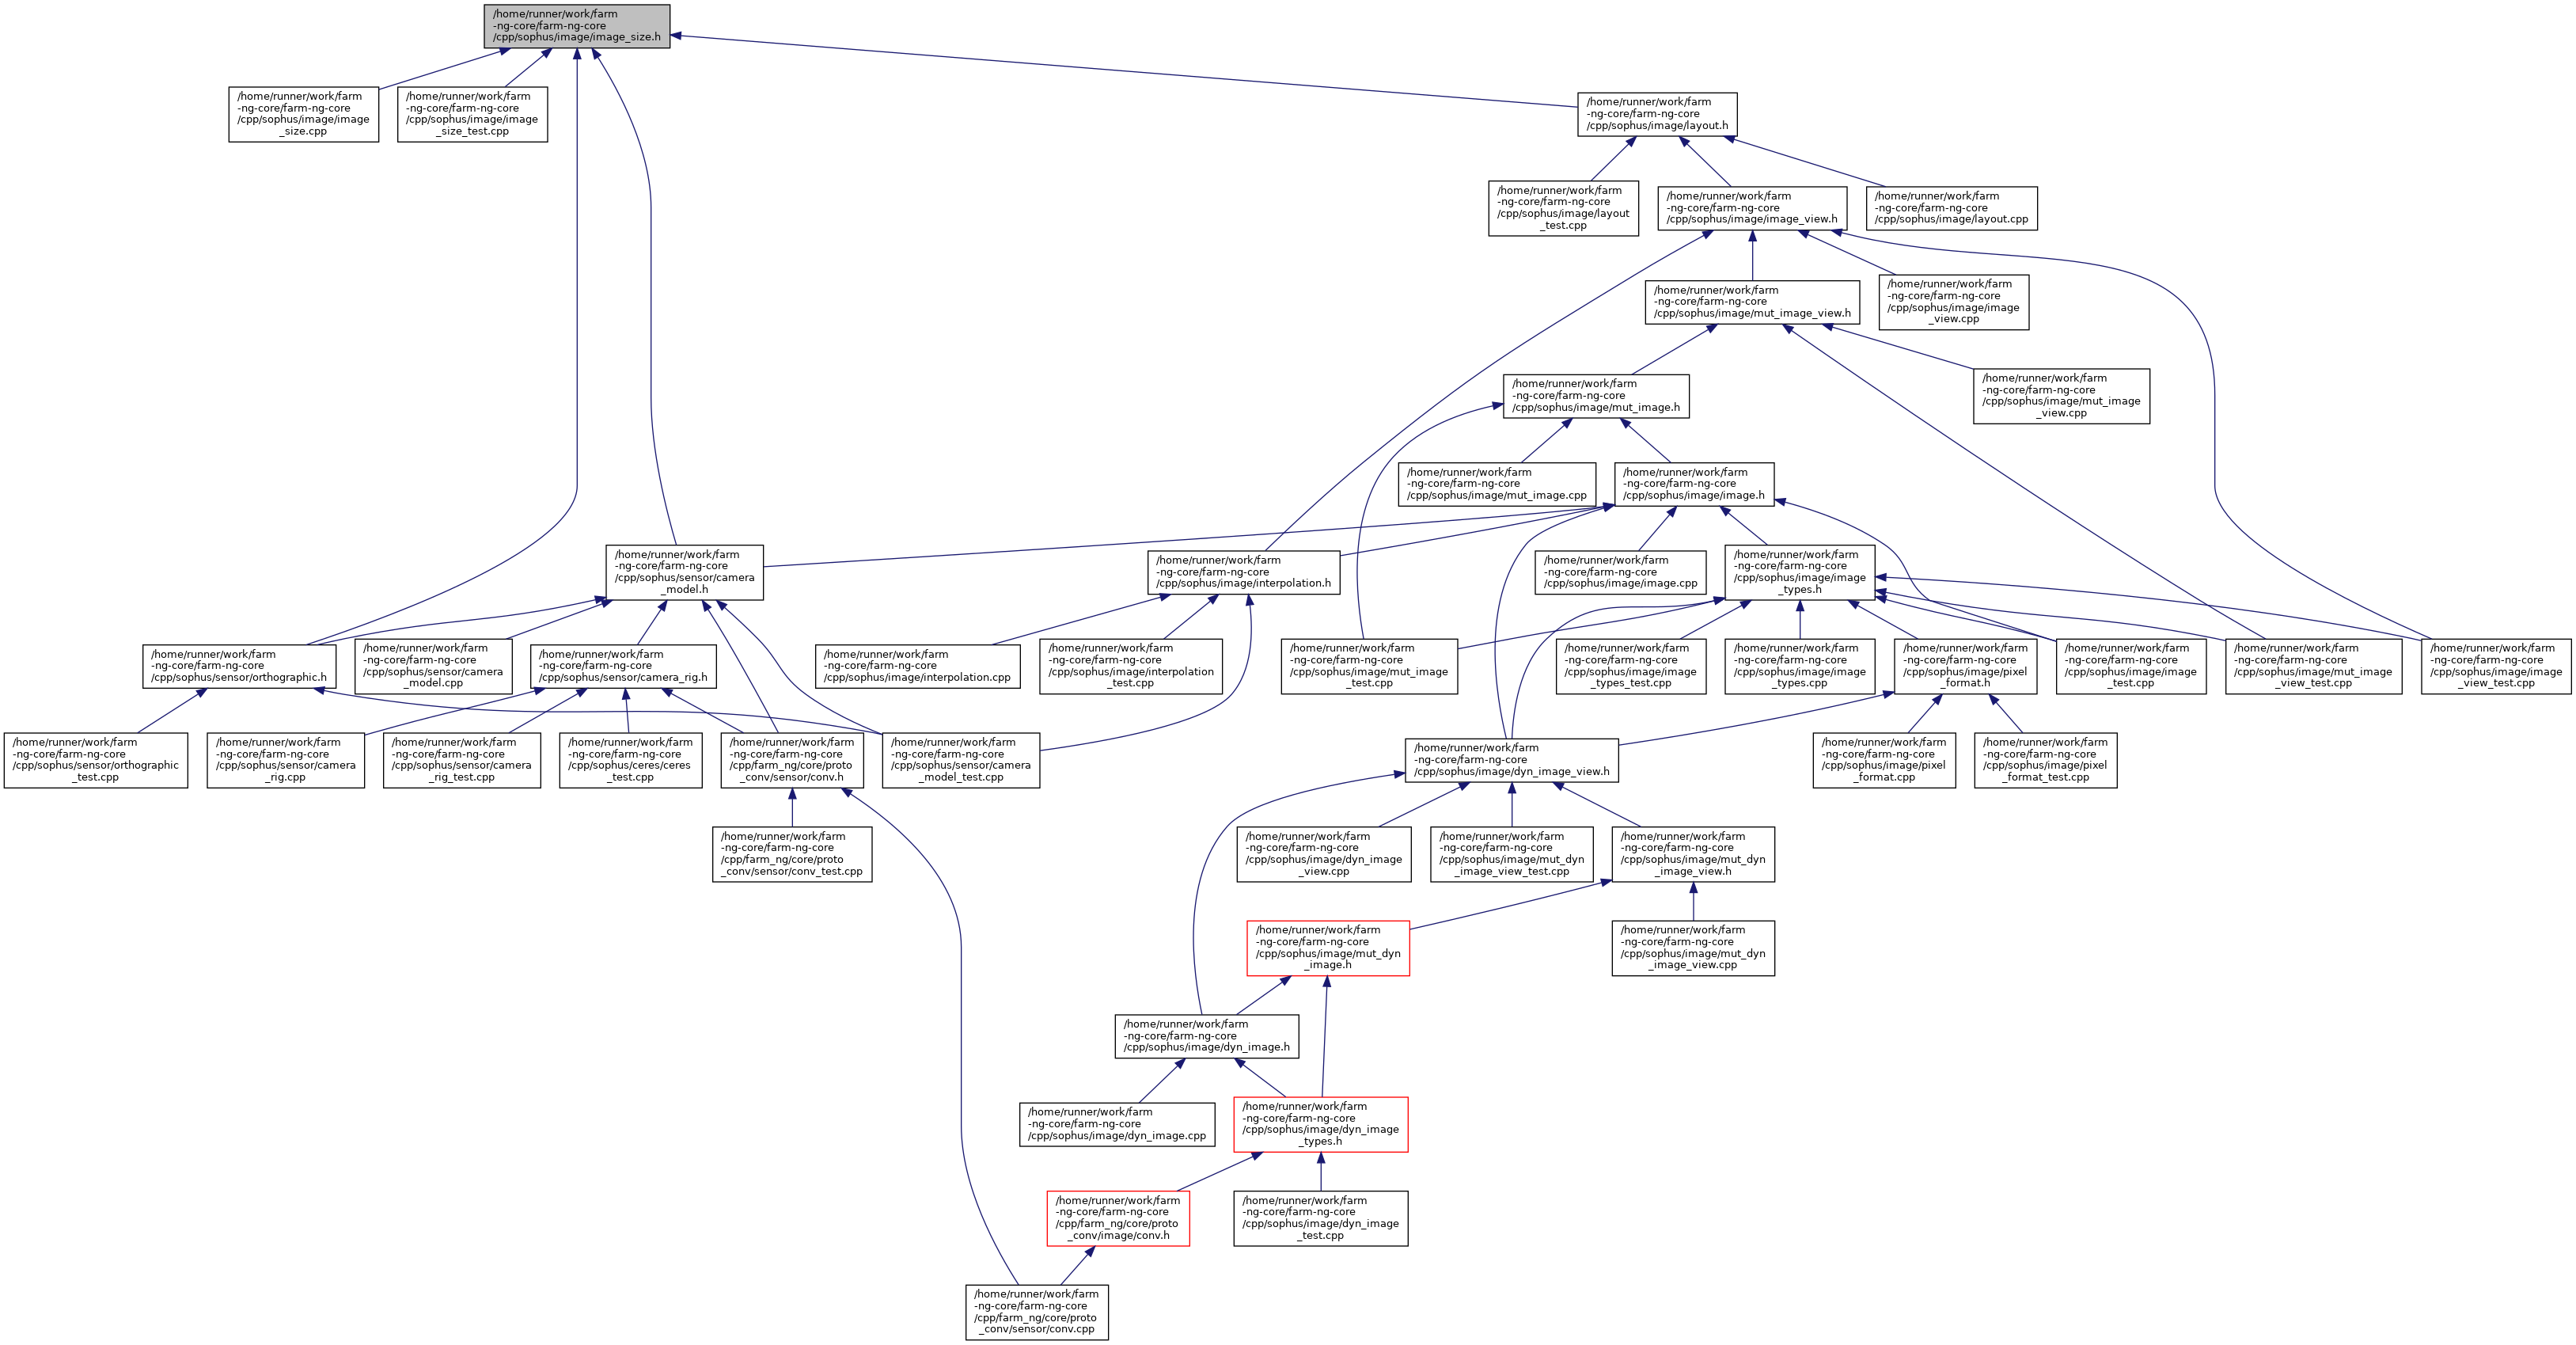 /home/runner/work/farm
-ng-core/farm-ng-core
/cpp/sophus/image/image_size.h
/home/runner/work/farm
-ng-core/farm-ng-core
/cpp/sophus/image/image
_size.cpp
/home/runner/work/farm
-ng-core/farm-ng-core
/cpp/sophus/image/image
_size_test.cpp
/home/runner/work/farm
-ng-core/farm-ng-core
/cpp/sophus/image/layout.h
/home/runner/work/farm
-ng-core/farm-ng-core
/cpp/sophus/image/layout
_test.cpp
/home/runner/work/farm
-ng-core/farm-ng-core
/cpp/sophus/image/image_view.h
/home/runner/work/farm
-ng-core/farm-ng-core
/cpp/sophus/image/layout.cpp
/home/runner/work/farm
-ng-core/farm-ng-core
/cpp/sophus/image/mut_image_view.h
/home/runner/work/farm
-ng-core/farm-ng-core
/cpp/sophus/image/image
_view.cpp
/home/runner/work/farm
-ng-core/farm-ng-core
/cpp/sophus/image/mut_image.h
/home/runner/work/farm
-ng-core/farm-ng-core
/cpp/sophus/image/mut_image
_view.cpp
/home/runner/work/farm
-ng-core/farm-ng-core
/cpp/sophus/image/mut_image.cpp
/home/runner/work/farm
-ng-core/farm-ng-core
/cpp/sophus/image/image.h
/home/runner/work/farm
-ng-core/farm-ng-core
/cpp/sophus/sensor/camera
_model.h
/home/runner/work/farm
-ng-core/farm-ng-core
/cpp/sophus/image/interpolation.h
/home/runner/work/farm
-ng-core/farm-ng-core
/cpp/sophus/image/image.cpp
/home/runner/work/farm
-ng-core/farm-ng-core
/cpp/sophus/image/image
_types.h
/home/runner/work/farm
-ng-core/farm-ng-core
/cpp/sophus/sensor/orthographic.h
/home/runner/work/farm
-ng-core/farm-ng-core
/cpp/sophus/sensor/camera
_model.cpp
/home/runner/work/farm
-ng-core/farm-ng-core
/cpp/sophus/sensor/camera_rig.h
/home/runner/work/farm
-ng-core/farm-ng-core
/cpp/sophus/image/interpolation.cpp
/home/runner/work/farm
-ng-core/farm-ng-core
/cpp/sophus/image/interpolation
_test.cpp
/home/runner/work/farm
-ng-core/farm-ng-core
/cpp/sophus/image/mut_image
_test.cpp
/home/runner/work/farm
-ng-core/farm-ng-core
/cpp/sophus/image/image
_types_test.cpp
/home/runner/work/farm
-ng-core/farm-ng-core
/cpp/sophus/image/image
_types.cpp
/home/runner/work/farm
-ng-core/farm-ng-core
/cpp/sophus/image/pixel
_format.h
/home/runner/work/farm
-ng-core/farm-ng-core
/cpp/sophus/image/image
_test.cpp
/home/runner/work/farm
-ng-core/farm-ng-core
/cpp/sophus/image/mut_image
_view_test.cpp
/home/runner/work/farm
-ng-core/farm-ng-core
/cpp/sophus/image/image
_view_test.cpp
/home/runner/work/farm
-ng-core/farm-ng-core
/cpp/sophus/sensor/orthographic
_test.cpp
/home/runner/work/farm
-ng-core/farm-ng-core
/cpp/sophus/sensor/camera
_rig.cpp
/home/runner/work/farm
-ng-core/farm-ng-core
/cpp/sophus/sensor/camera
_rig_test.cpp
/home/runner/work/farm
-ng-core/farm-ng-core
/cpp/sophus/ceres/ceres
_test.cpp
/home/runner/work/farm
-ng-core/farm-ng-core
/cpp/farm_ng/core/proto
_conv/sensor/conv.h
/home/runner/work/farm
-ng-core/farm-ng-core
/cpp/sophus/sensor/camera
_model_test.cpp
/home/runner/work/farm
-ng-core/farm-ng-core
/cpp/sophus/image/dyn_image_view.h
/home/runner/work/farm
-ng-core/farm-ng-core
/cpp/sophus/image/pixel
_format.cpp
/home/runner/work/farm
-ng-core/farm-ng-core
/cpp/sophus/image/pixel
_format_test.cpp
/home/runner/work/farm
-ng-core/farm-ng-core
/cpp/farm_ng/core/proto
_conv/sensor/conv_test.cpp
/home/runner/work/farm
-ng-core/farm-ng-core
/cpp/sophus/image/dyn_image
_view.cpp
/home/runner/work/farm
-ng-core/farm-ng-core
/cpp/sophus/image/mut_dyn
_image_view_test.cpp
/home/runner/work/farm
-ng-core/farm-ng-core
/cpp/sophus/image/mut_dyn
_image_view.h
/home/runner/work/farm
-ng-core/farm-ng-core
/cpp/sophus/image/mut_dyn
_image.h
/home/runner/work/farm
-ng-core/farm-ng-core
/cpp/sophus/image/mut_dyn
_image_view.cpp
/home/runner/work/farm
-ng-core/farm-ng-core
/cpp/sophus/image/dyn_image.h
/home/runner/work/farm
-ng-core/farm-ng-core
/cpp/sophus/image/dyn_image.cpp
/home/runner/work/farm
-ng-core/farm-ng-core
/cpp/sophus/image/dyn_image
_types.h
/home/runner/work/farm
-ng-core/farm-ng-core
/cpp/farm_ng/core/proto
_conv/image/conv.h
/home/runner/work/farm
-ng-core/farm-ng-core
/cpp/sophus/image/dyn_image
_test.cpp
/home/runner/work/farm
-ng-core/farm-ng-core
/cpp/farm_ng/core/proto
_conv/sensor/conv.cpp